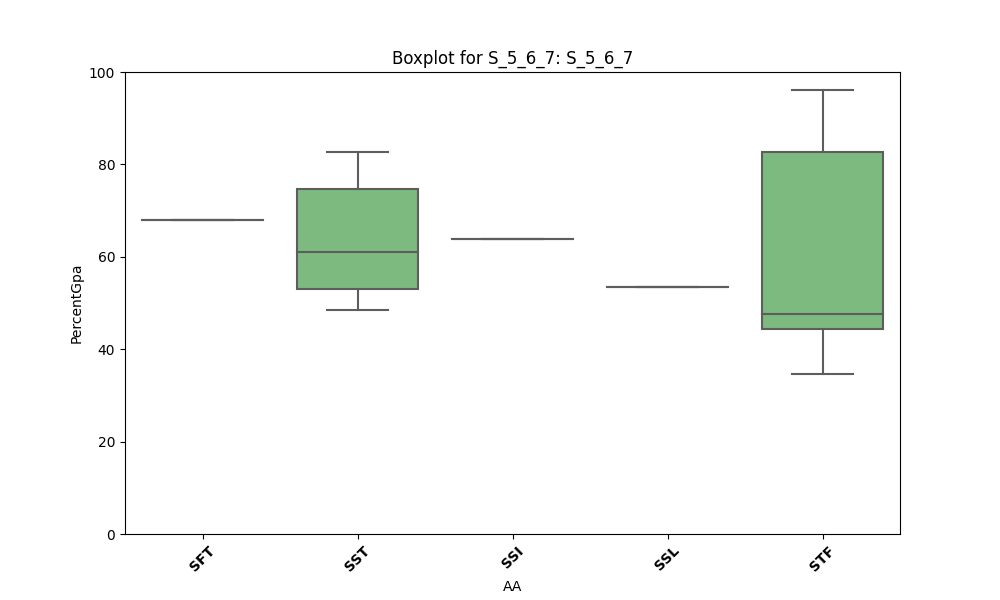 Boxplot for S_5_6_7: S_5_6_7
100
80
60
40
20
0
PercentGpa
SFT
SST
SSI
SSL
STF
AA